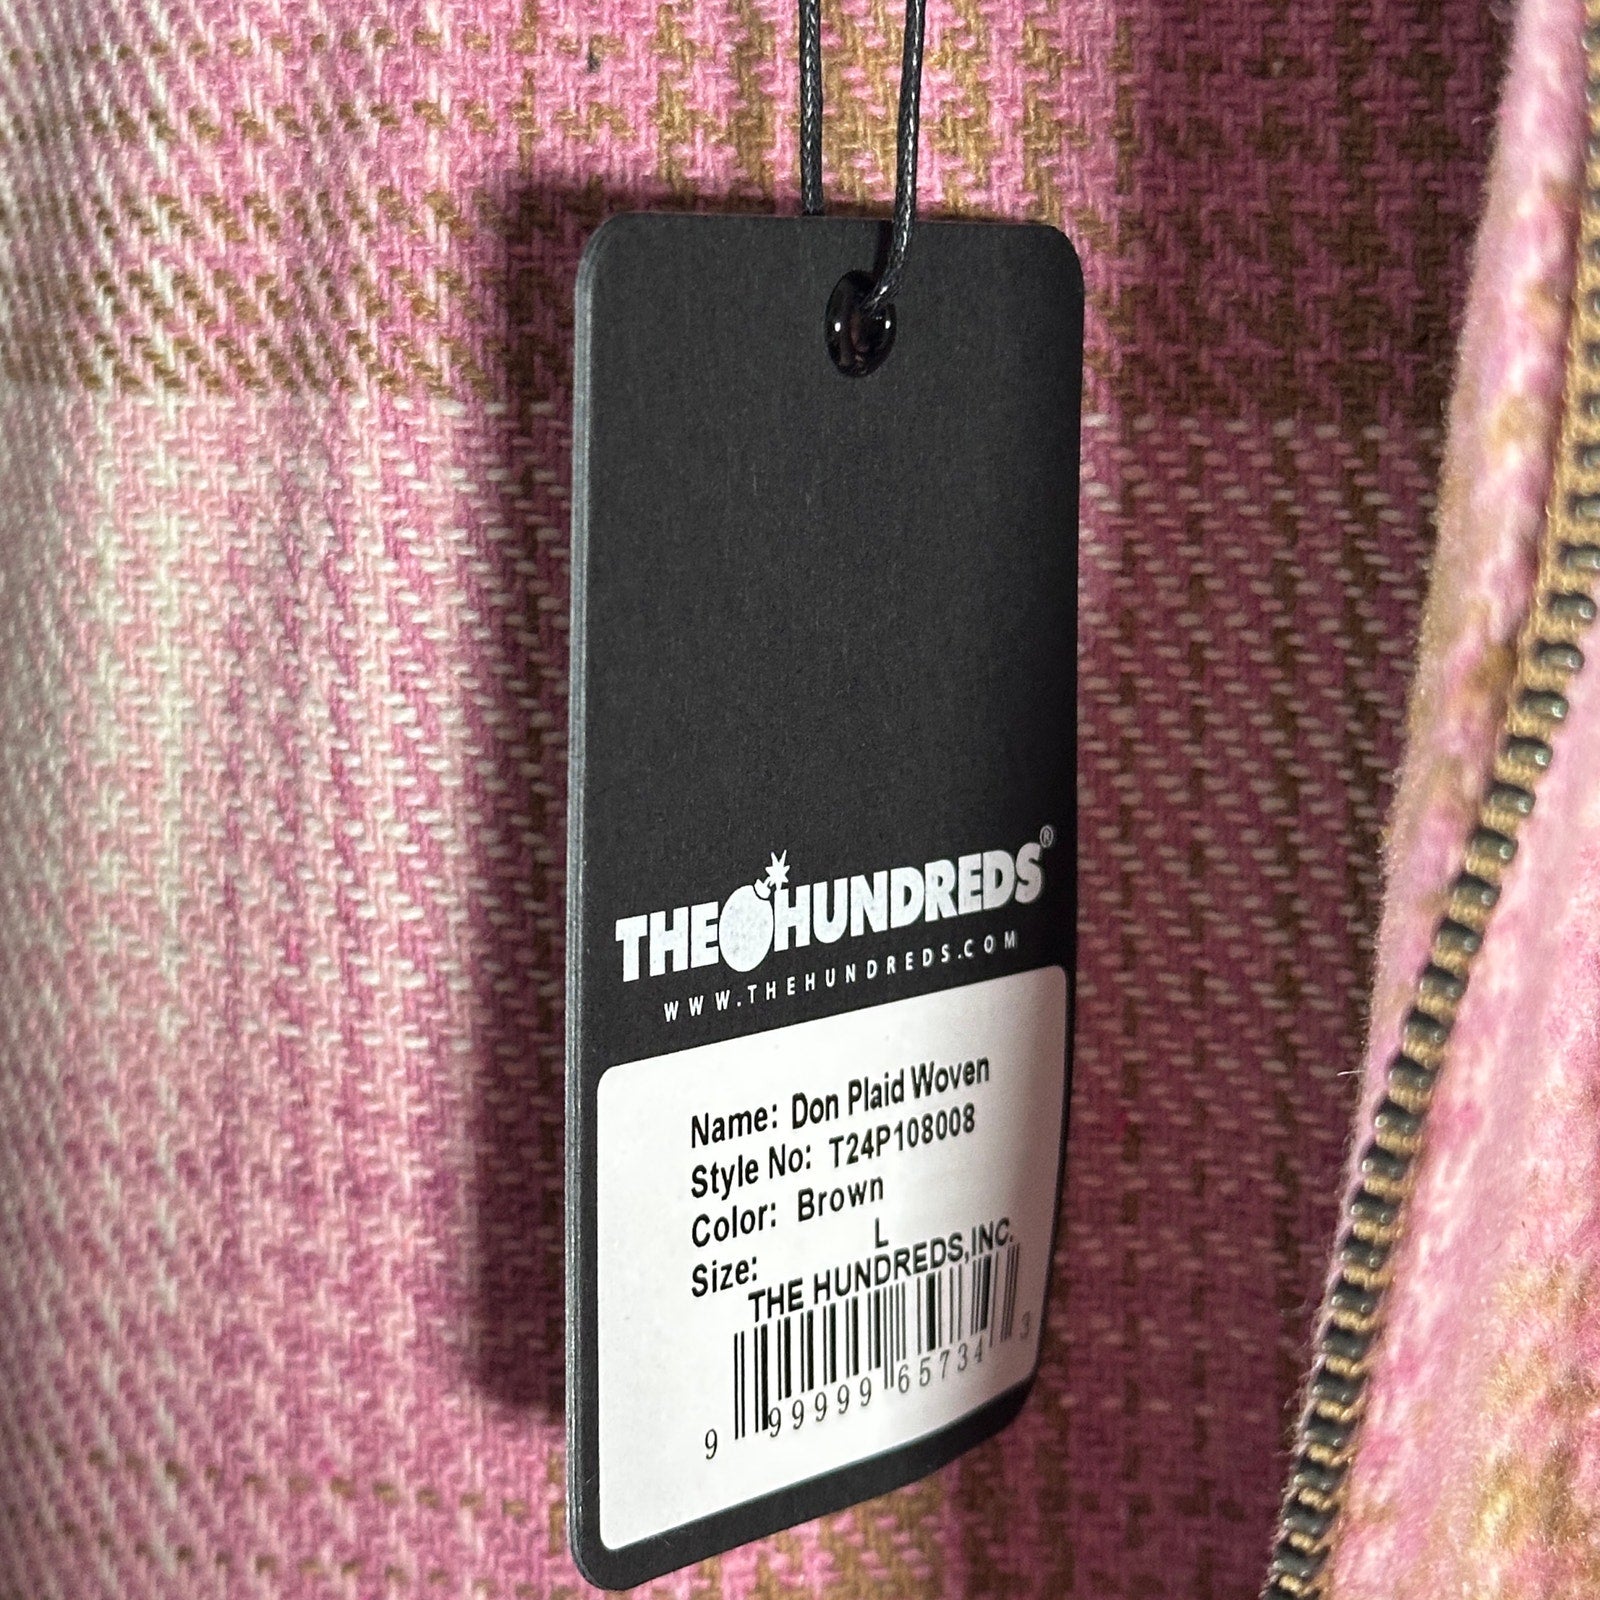 THE HUNDREDS®
WWW.THEHUNDREDS.COM
Name: Don Plaid Woven
Style No: T24P108008
Color: Brown
Size: L
THE HUNDREDS,INC.
9 99999 65734 3